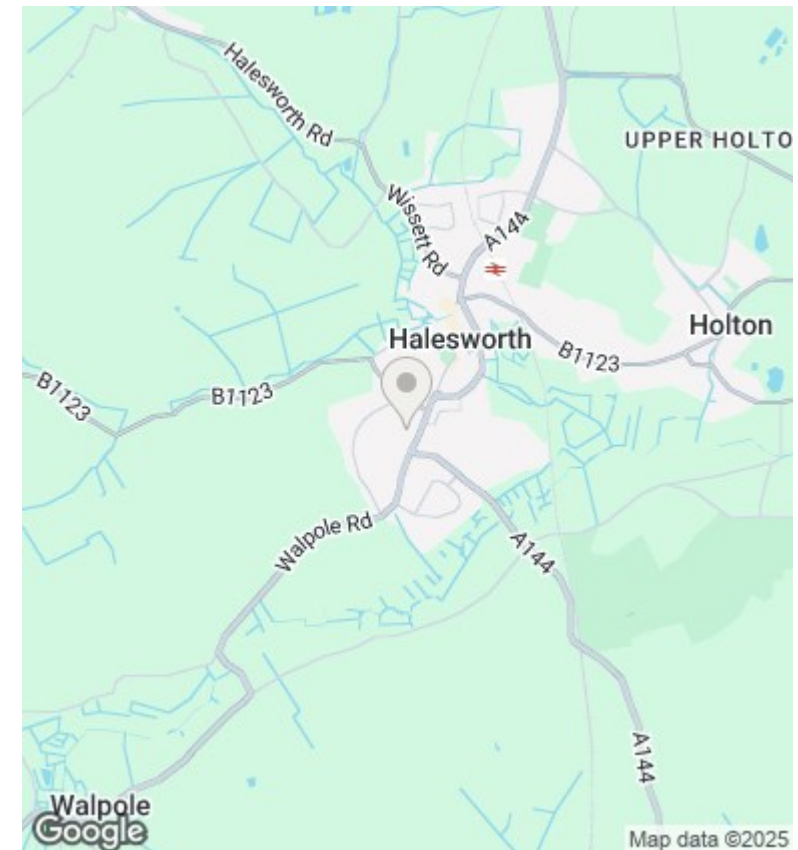 Halesworth Rd
UPPER HOLTO
Wissett Rd
A144
Halesworth
Holton
B1123
B1123
B1123
Walpole Rd
A144
A144
Walpole
Google
Map data ©2025